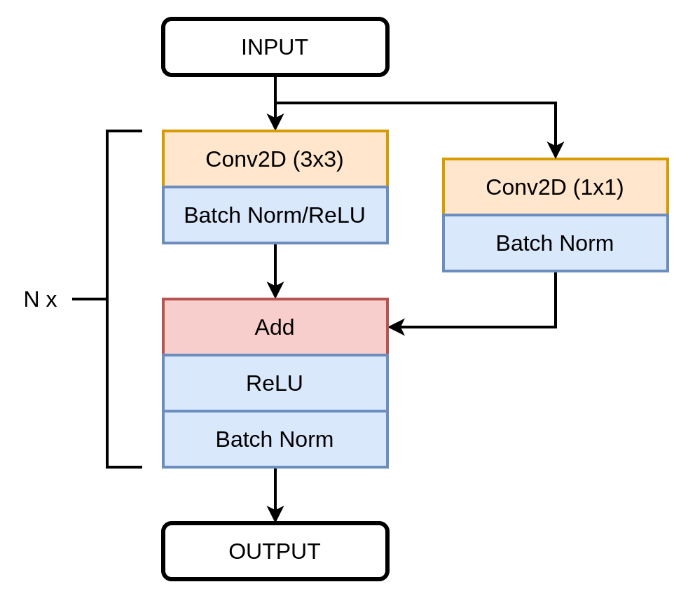 INPUT
Conv2D (3x3)
Batch Norm/ReLU
Conv2D (1x1)
Batch Norm
N x
Add
ReLU
Batch Norm
OUTPUT